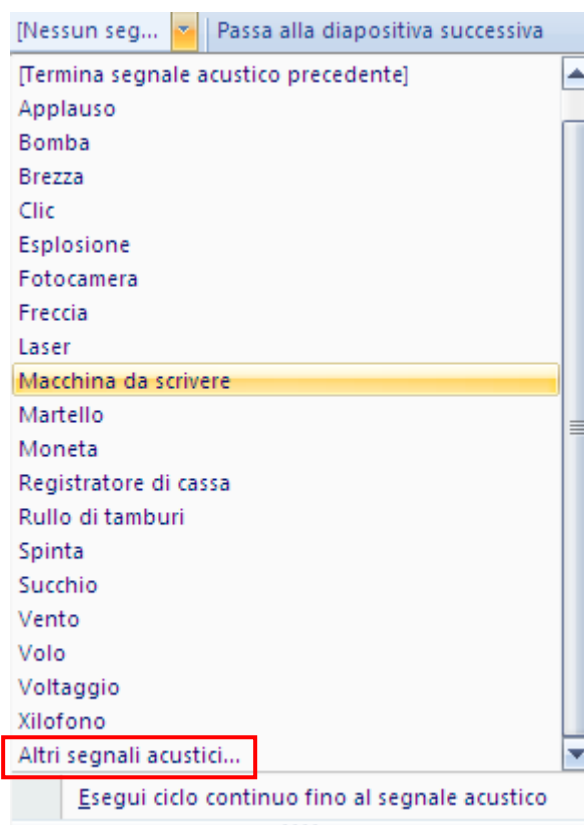 [Nessun seg... Passa alla diapositiva successiva
[Termina segnale acustico precedente]
Applauso
Bomba
Brezza
Clic
Esplosione
Fotocamera
Freccia
Laser
Macchina da scrivere
Martello
Moneta
Registratore di cassa
Rullo di tamburi
Spinta
Succhio
Vento
Volo
Voltaggio
Xilofono
Altri segnali acustici...
Esegui ciclo continuo fino al segnale acustico